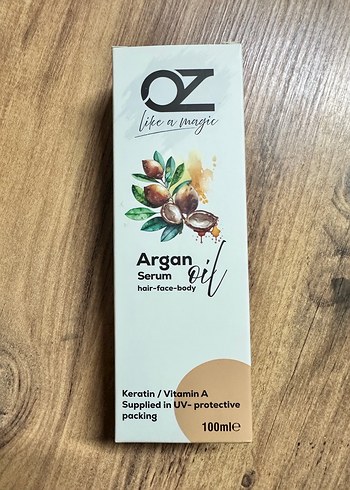 OZ
like a magic
Argan oil
Serum
hair-face-body
Keratin / Vitamin A
Supplied in UV- protective
packing
100ml℮